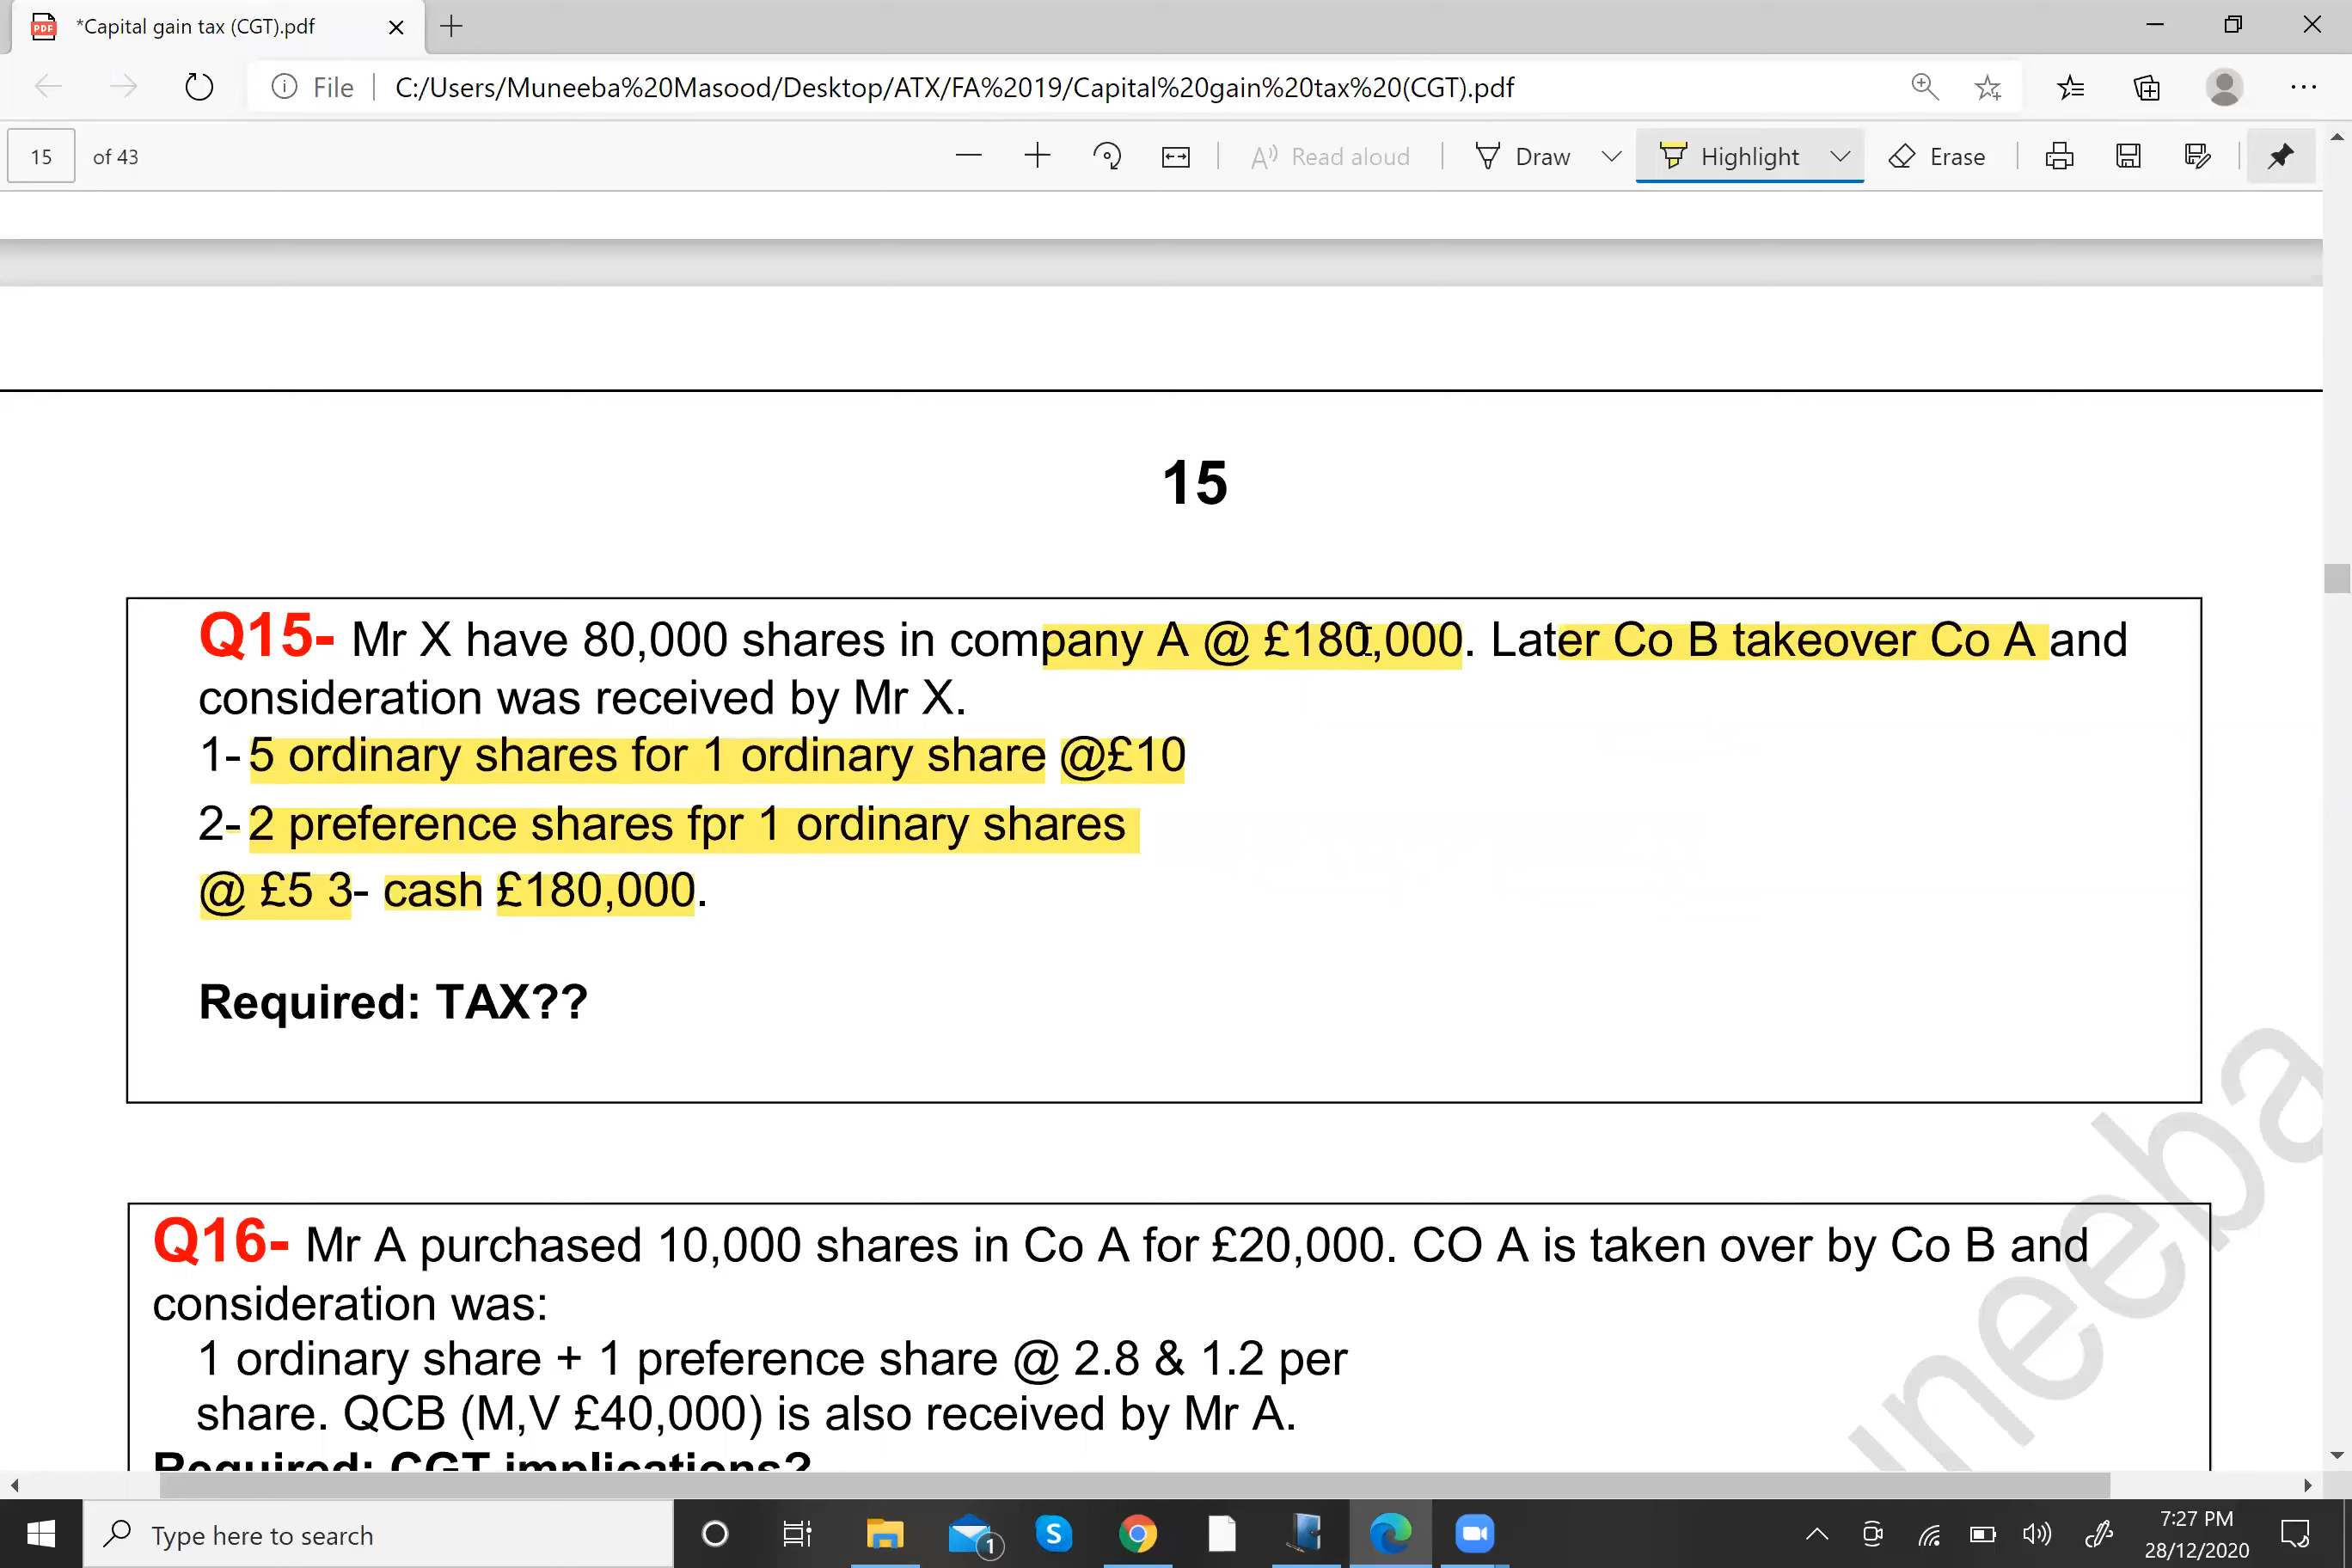 *Capital gain tax (CGT).pdf
File
C:/Users/Muneeba%20Masood/Desktop/ATX/FA%2019/Capital%20gain%20tax%20(CGT).pdf
15 of 43
Read aloud
Draw
Highlight
Erase
15
Q15- Mr X have 80,000 shares in company A @ £180,000. Later Co B takeover Co A and
consideration was received by Mr X.
1- 5 ordinary shares for 1 ordinary share @£10
2- 2 preference shares fpr 1 ordinary shares
@ £5 3- cash £180,000.
Required: TAX??
Q16- Mr A purchased 10,000 shares in Co A for £20,000. CO A is taken over by Co B and
consideration was:
1 ordinary share + 1 preference share @ 2.8 & 1.2 per
share. QCB (M,V £40,000) is also received by Mr A.
Required: CGT implications?
uneeba
Type here to search
1
7:27 PM
28/12/2020